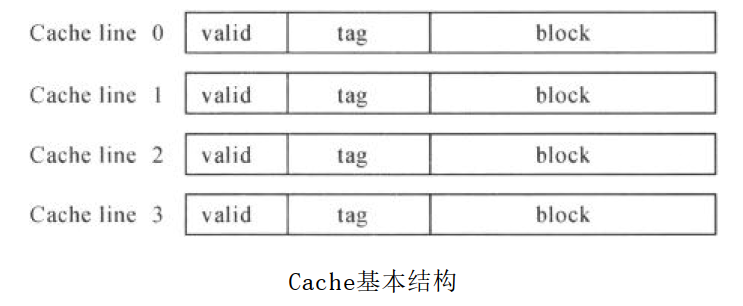 Cache line 0 valid tag block
Cache line 1 valid tag block
Cache line 2 valid tag block
Cache line 3 valid tag block
Cache基本结构